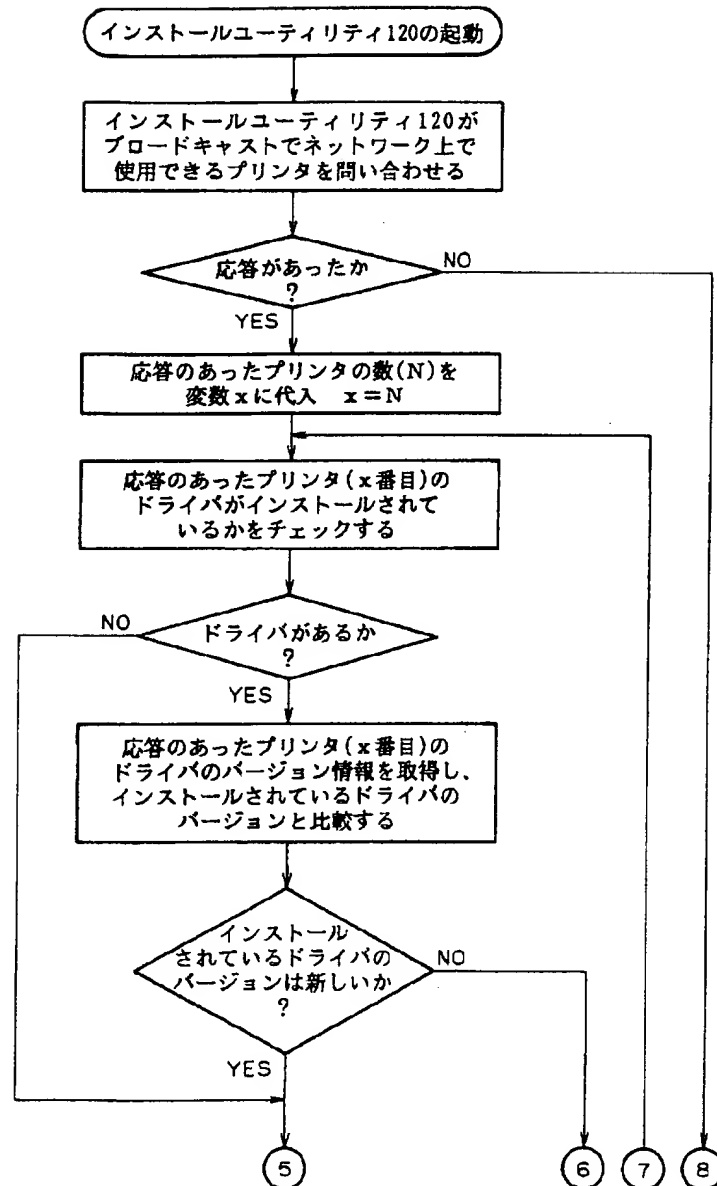 インストールユーティリティ120の起動
インストールユーティリティ120が
ブロードキャストでネットワーク上で
使用できるプリンタを問い合わせる
応答があったか
?
NO
YES
応答のあったプリンタの数(N)を
変数xに代入 x=N
応答のあったプリンタ(x番目)の
ドライバがインストールされて
いるかをチェックする
NO
ドライバがあるか
?
YES
応答のあったプリンタ(x番目)の
ドライバのバージョン情報を取得し、
インストールされているドライバの
バージョンと比較する
インストール
されているドライバの
バージョンは新しいか
?
NO
YES
5
6
7
8